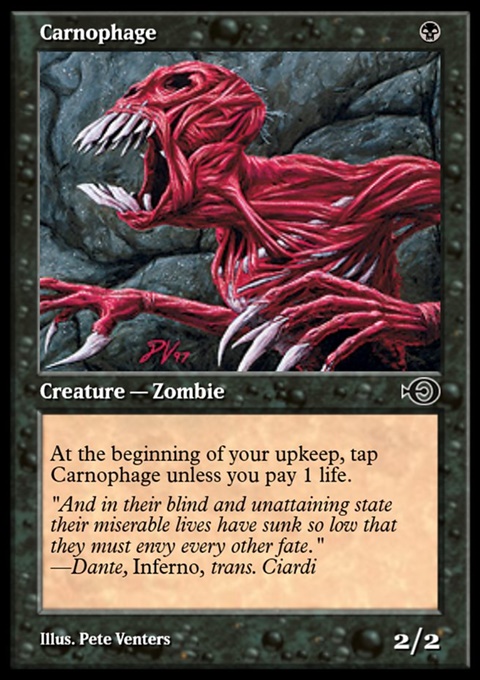 Carnophage
PV97
Creature — Zombie
At the beginning of your upkeep, tap
Carnophage unless you pay 1 life.
"And in their blind and unattaining state
their miserable lives have sunk so low that
they must envy every other fate."
—Dante, Inferno, trans. Ciardi
Illus. Pete Venters
2/2